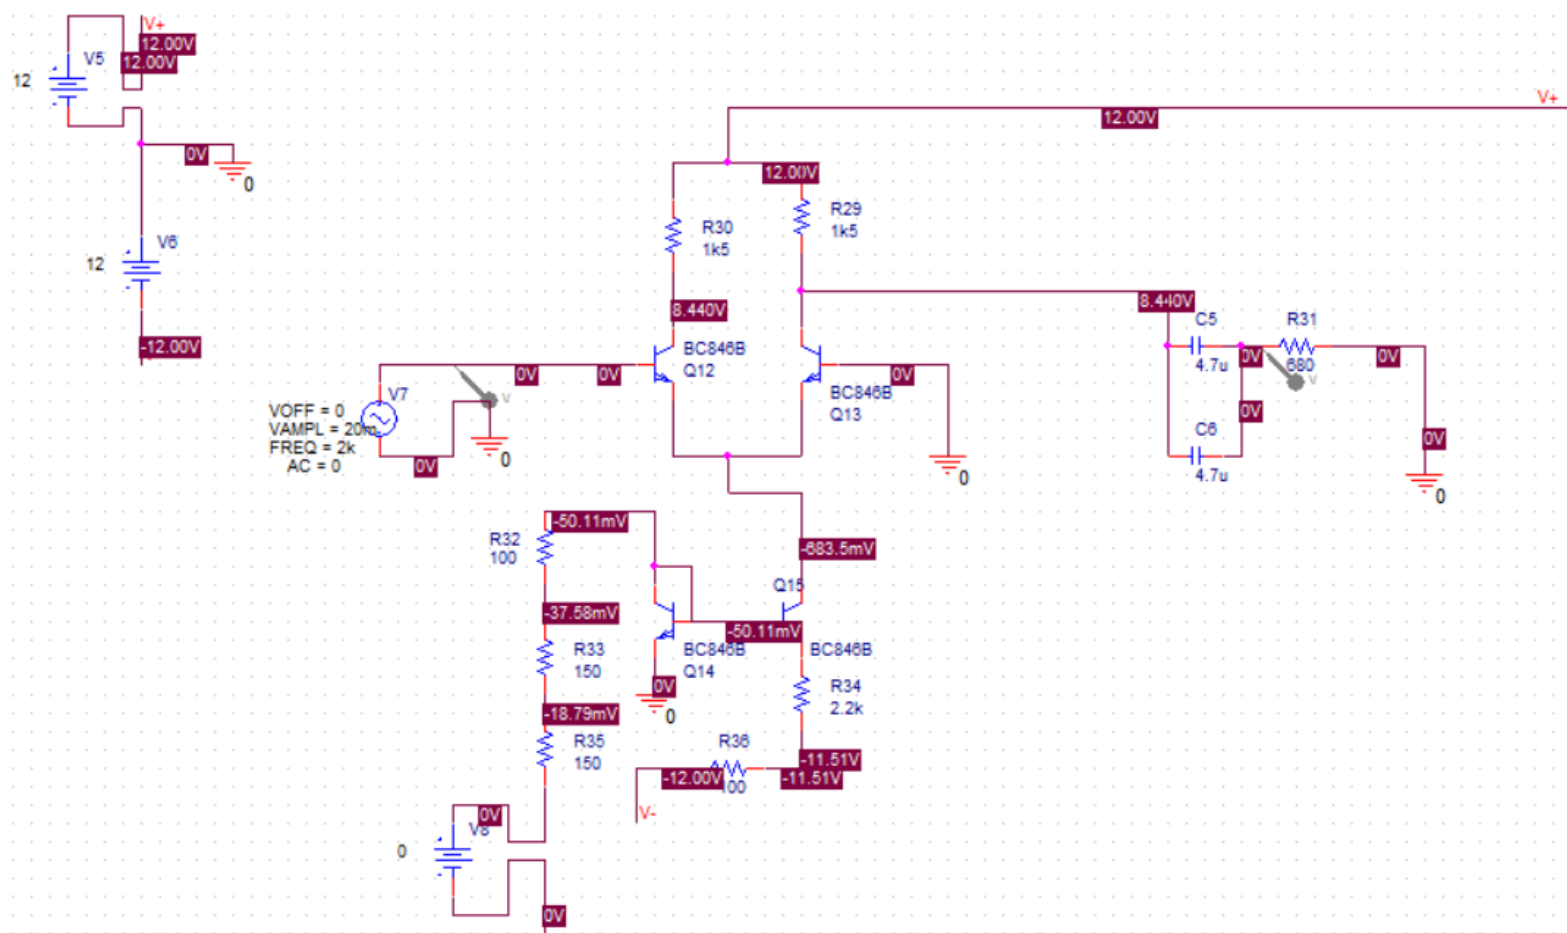 V+
12.00V
12.00V
V5
12
0V
0
V6
12
-12.00V
V+
12.00V
12.00V
R30
1k5
R29
1k5
8.440V
8.440V
C5
4.7u
R31
680
0V
0V
0V
C6
4.7u
0V
0
BC846B
Q12
0V
0V
0V
BC846B
Q13
0
V7
VOFF = 0
VAMPL = 20m
FREQ = 2k
AC = 0
0V
0
V
V
-50.11mV
R32
100
-683.5mV
Q15
-37.58mV
-50.11mV
R33
150
BC846B
Q14
BC846B
0V
0
R34
2.2k
-18.79mV
R35
150
R36
100
-11.51V
-11.51V
-12.00V
V-
0V
V8
0
0V